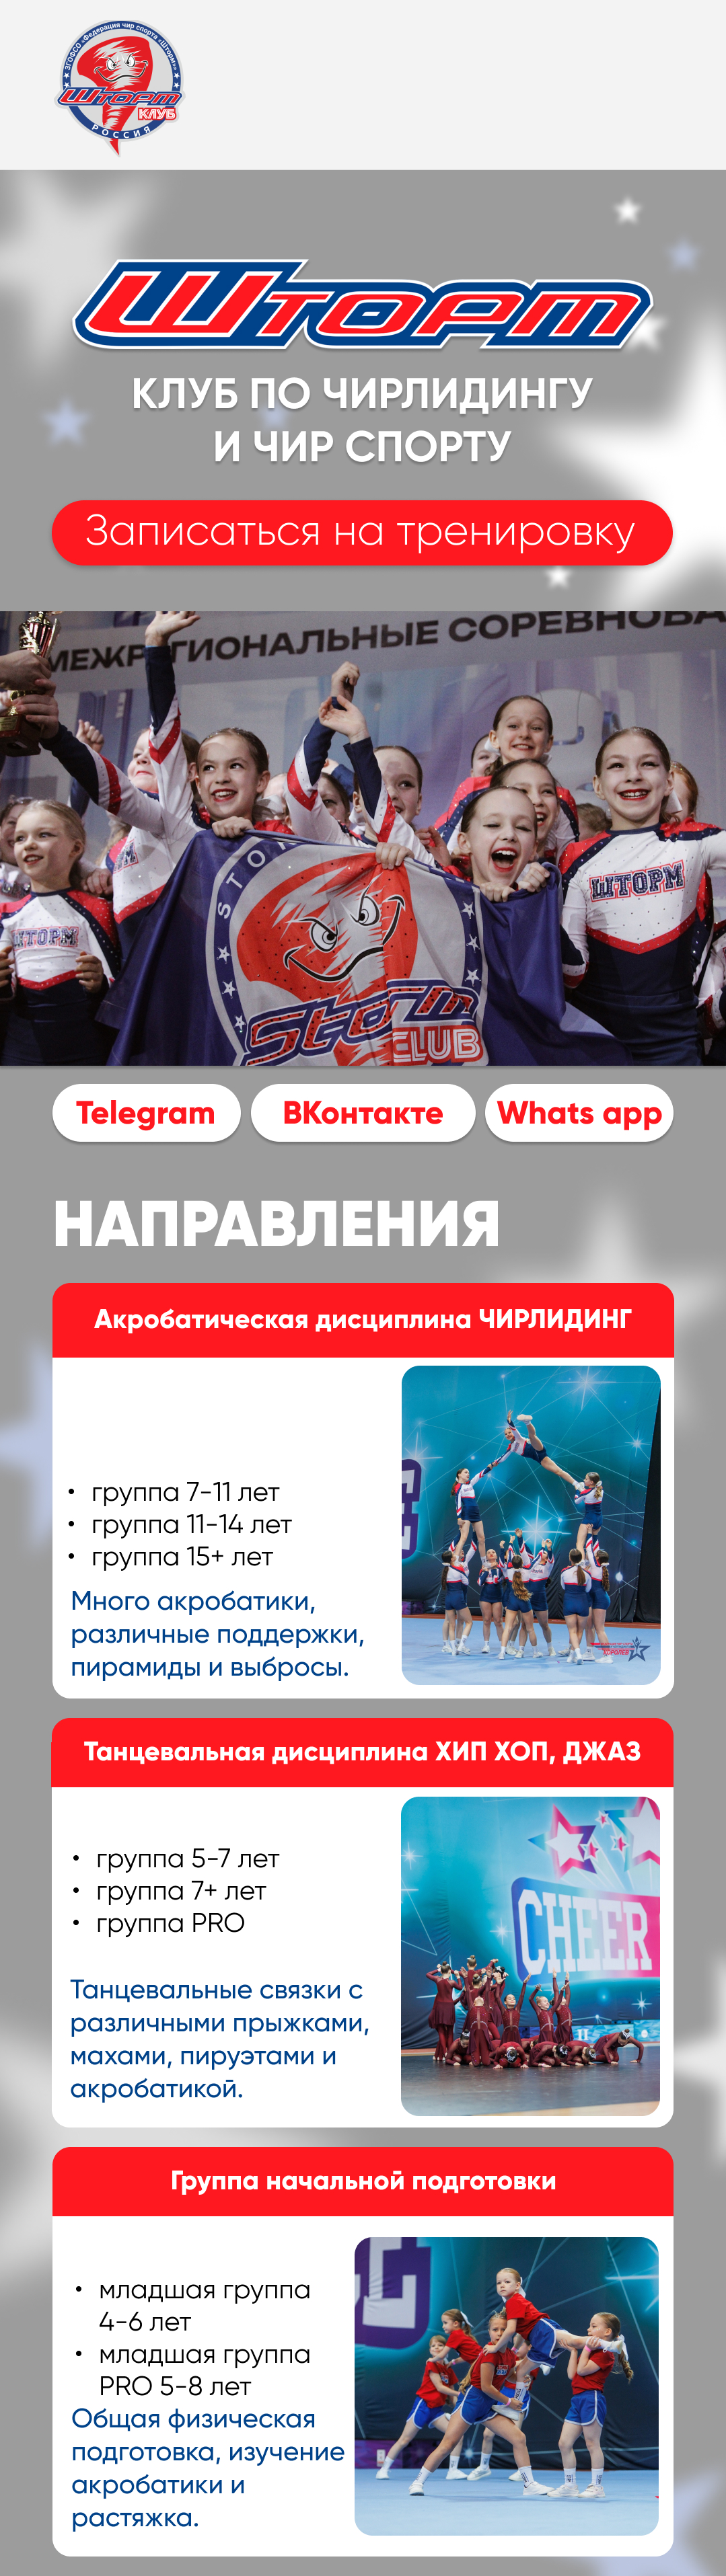 ЗГОФСО «Федерация чир спорта «Шторм»
ШТОРМ
КЛУБ
РОССИЯ
ШТОРМ
КЛУБ ПО ЧИРЛИДИНГУ
И ЧИР СПОРТУ
Записаться на тренировку
МЕЖРЕГИОНАЛЬНЫЕ СОРЕВНОВА
ШТОРМ
ШТОРМ
STO
Storm
CLUB
Telegram
ВКонтакте
Whats app
НАПРАВЛЕНИЯ
Акробатическая дисциплина ЧИРЛИДИНГ
• группа 7-11 лет
• группа 11-14 лет
• группа 15+ лет
Много акробатики,
различные поддержки,
пирамиды и выбросы.
Танцевальная дисциплина ХИП ХОП, ДЖАЗ
• группа 5-7 лет
• группа 7+ лет
• группа PRO
CHEER
Танцевальные связки с
различными прыжками,
махами, пируэтами и
акробатикой.
Группа начальной подготовки
• младшая группа
4-6 лет
• младшая группа
PRO 5-8 лет
Общая физическая
подготовка, изучение
акробатики и
растяжка.